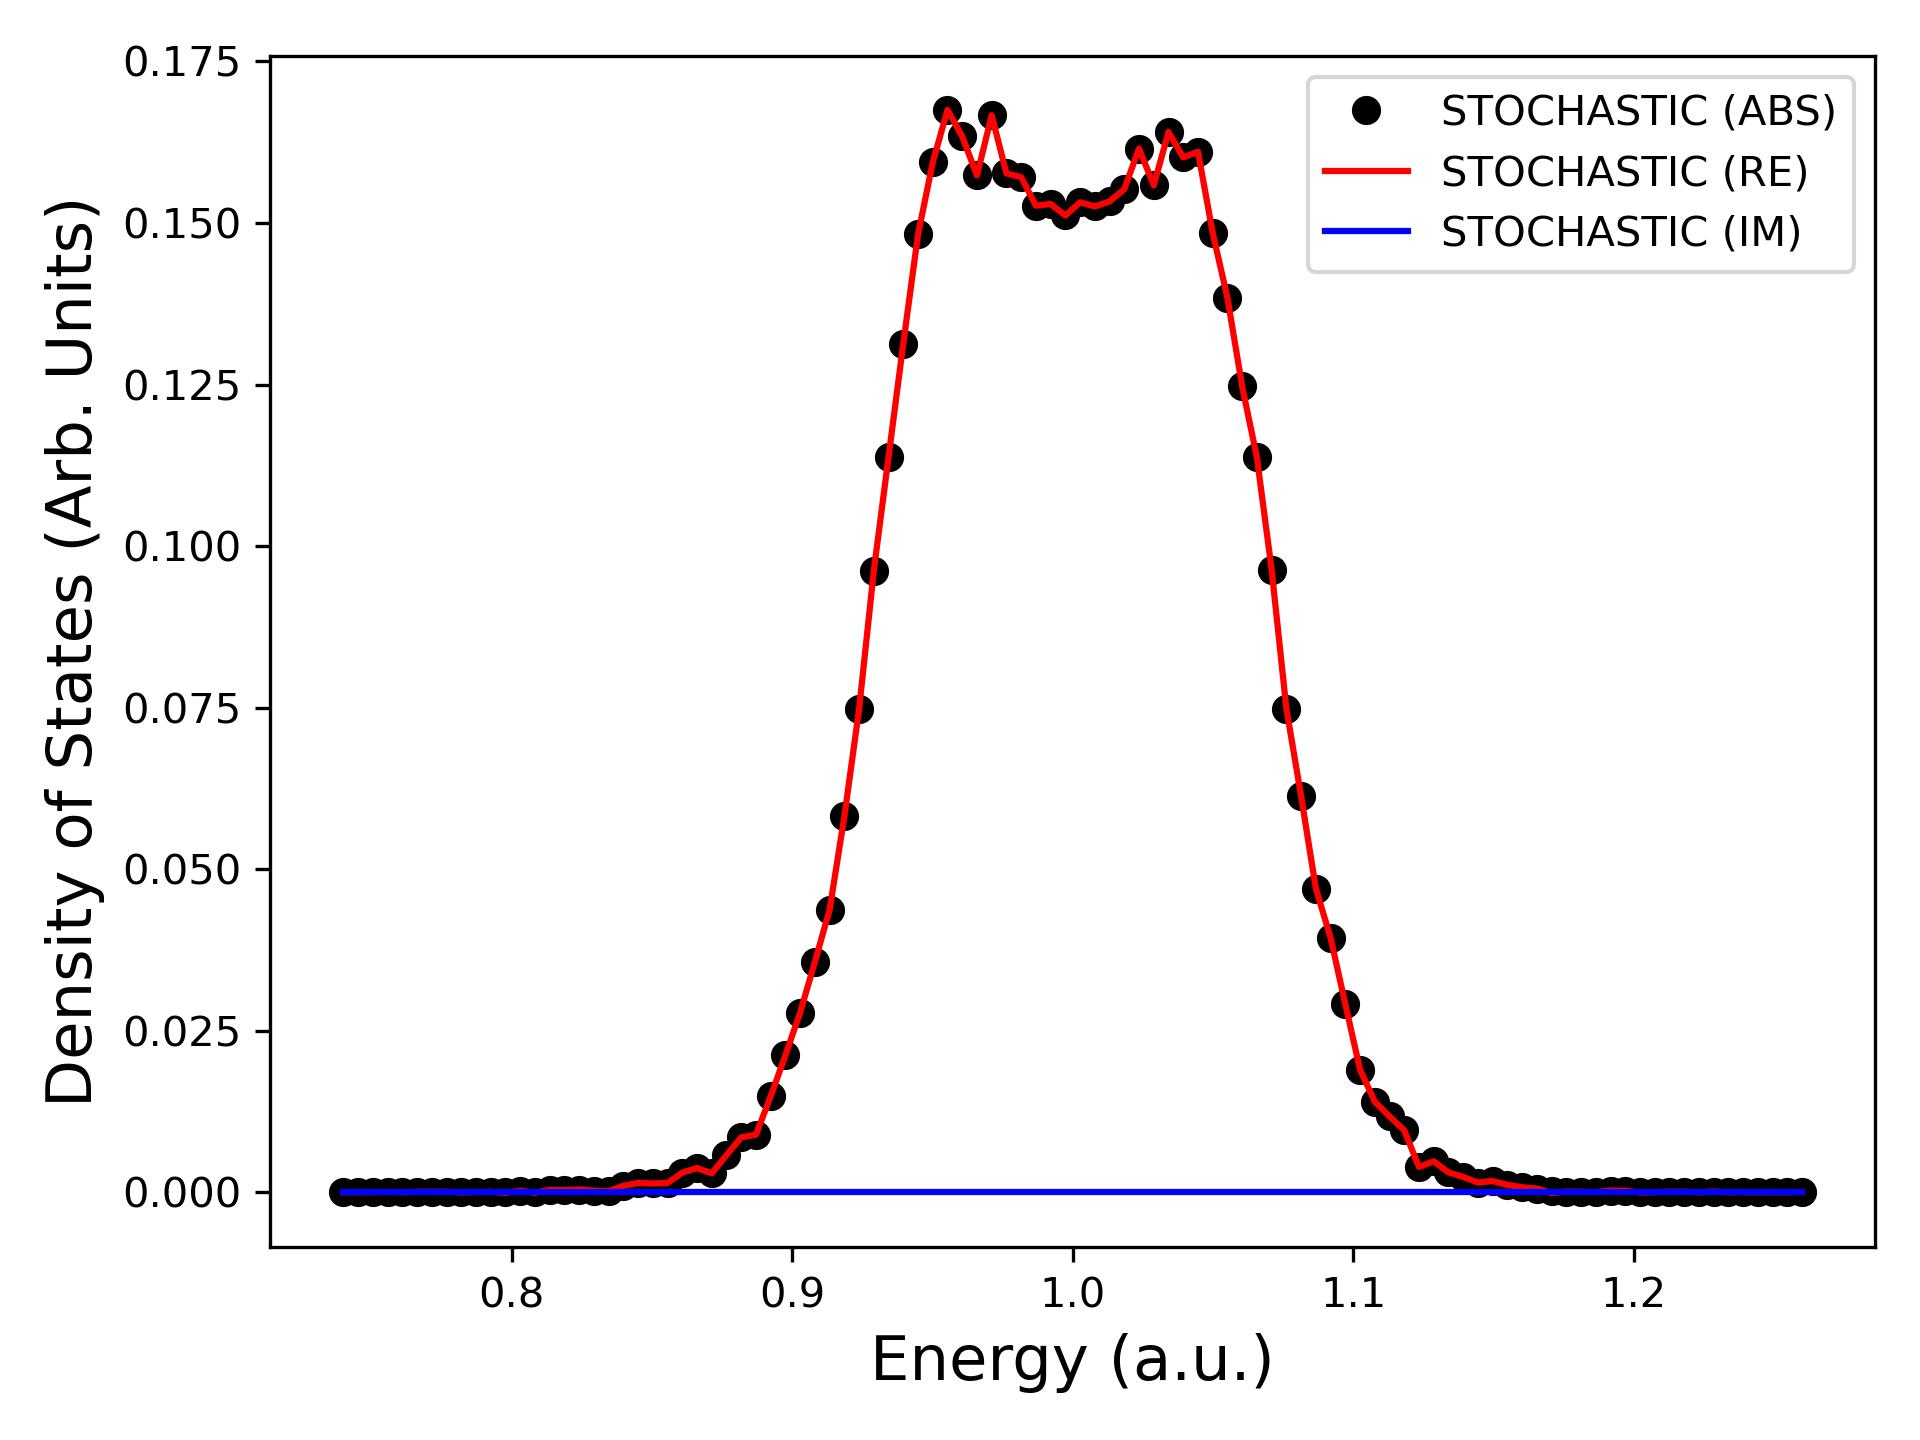 0.175
0.150
0.125
0.100
0.075
0.050
0.025
0.000
Density of States (Arb. Units)
STOCHASTIC (ABS)
STOCHASTIC (RE)
STOCHASTIC (IM)
0.8 0.9 1.0 1.1 1.2
Energy (a.u.)